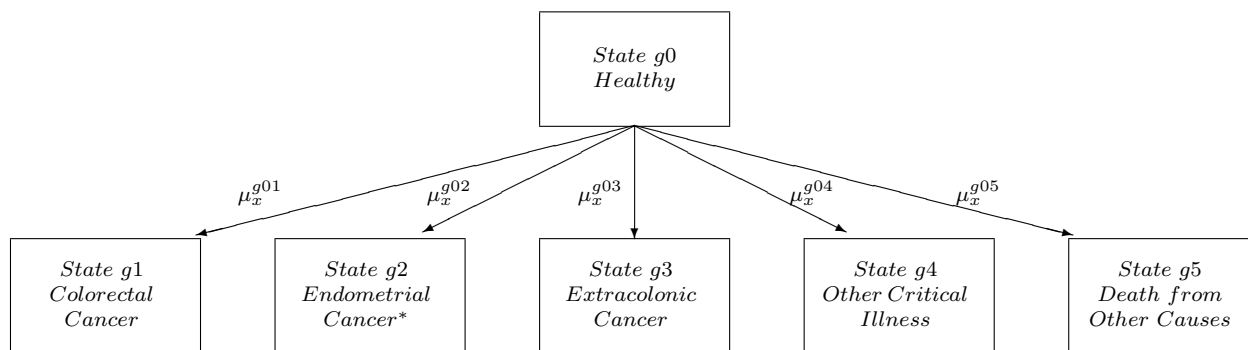 State g0
Healthy
μ_x^{g01}
μ_x^{g02}
μ_x^{g03}
μ_x^{g04}
μ_x^{g05}
State g1
Colorectal
Cancer
State g2
Endometrial
Cancer*
State g3
Extracolonic
Cancer
State g4
Other Critical
Illness
State g5
Death from
Other Causes